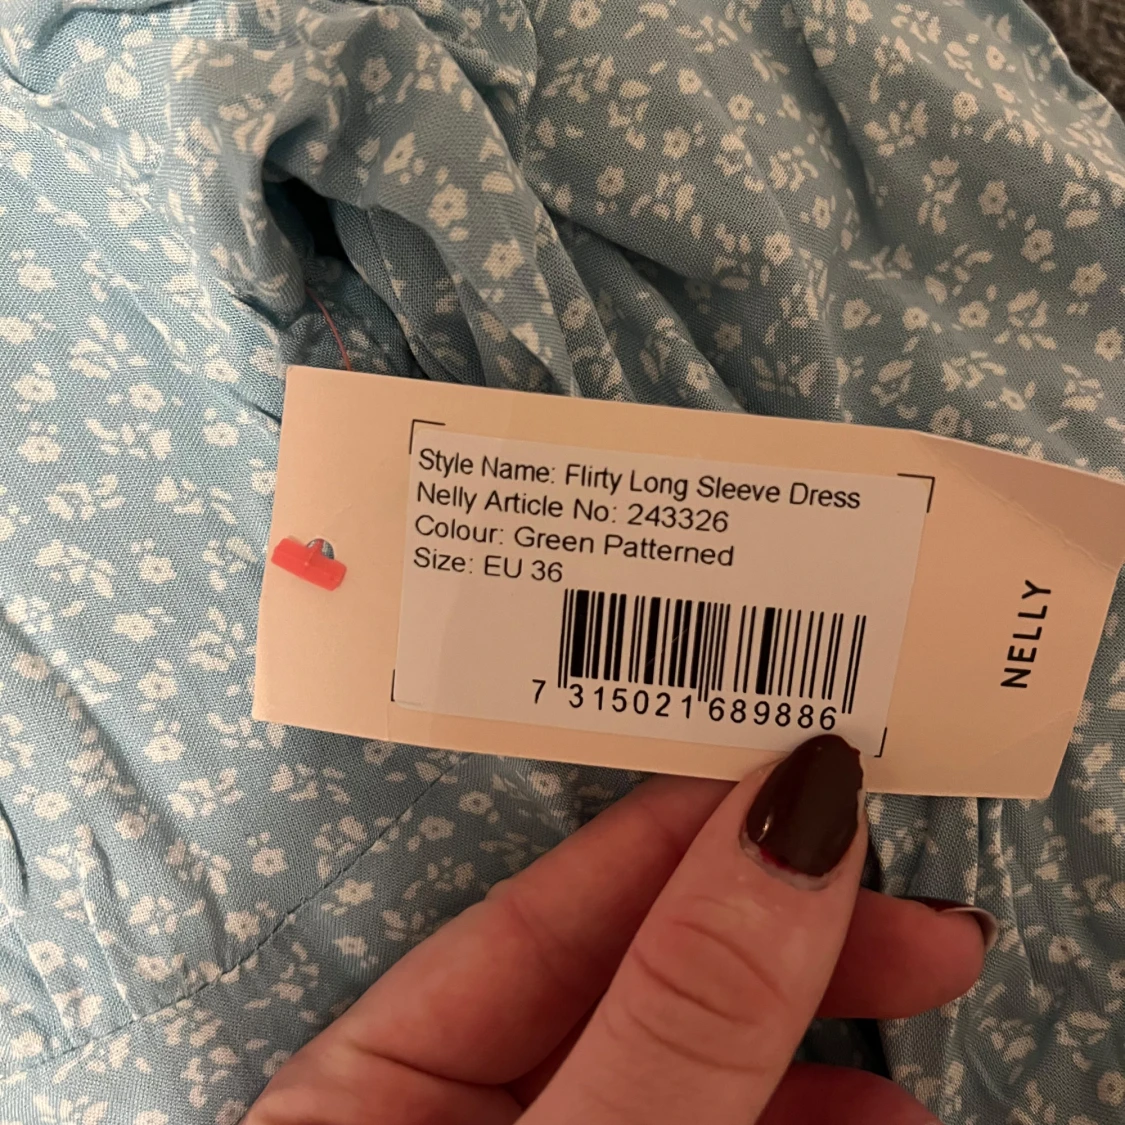 Style Name: Flirty Long Sleeve Dress
Nelly Article No: 243326
Colour: Green Patterned
Size: EU 36
7 315021 689886
NELLY